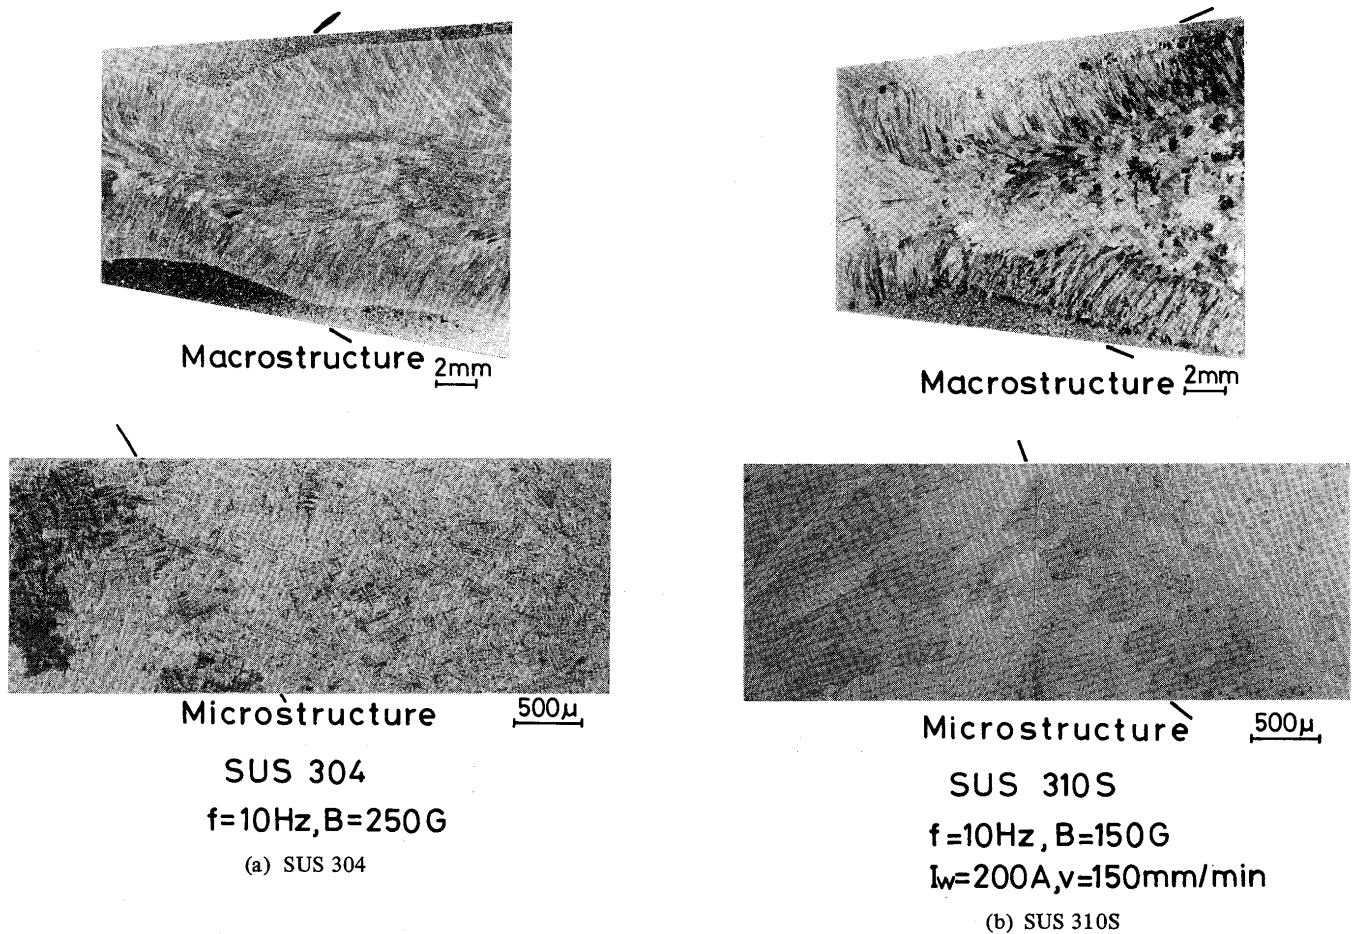 Macrostructure 2mm
Microstructure 500μ
SUS 304
f=10Hz, B=250G
(a) SUS 304
Macrostructure 2mm
Microstructure 500μ
SUS 310S
f=10Hz, B=150G
Iw=200A,v=150mm/min
(b) SUS 310S